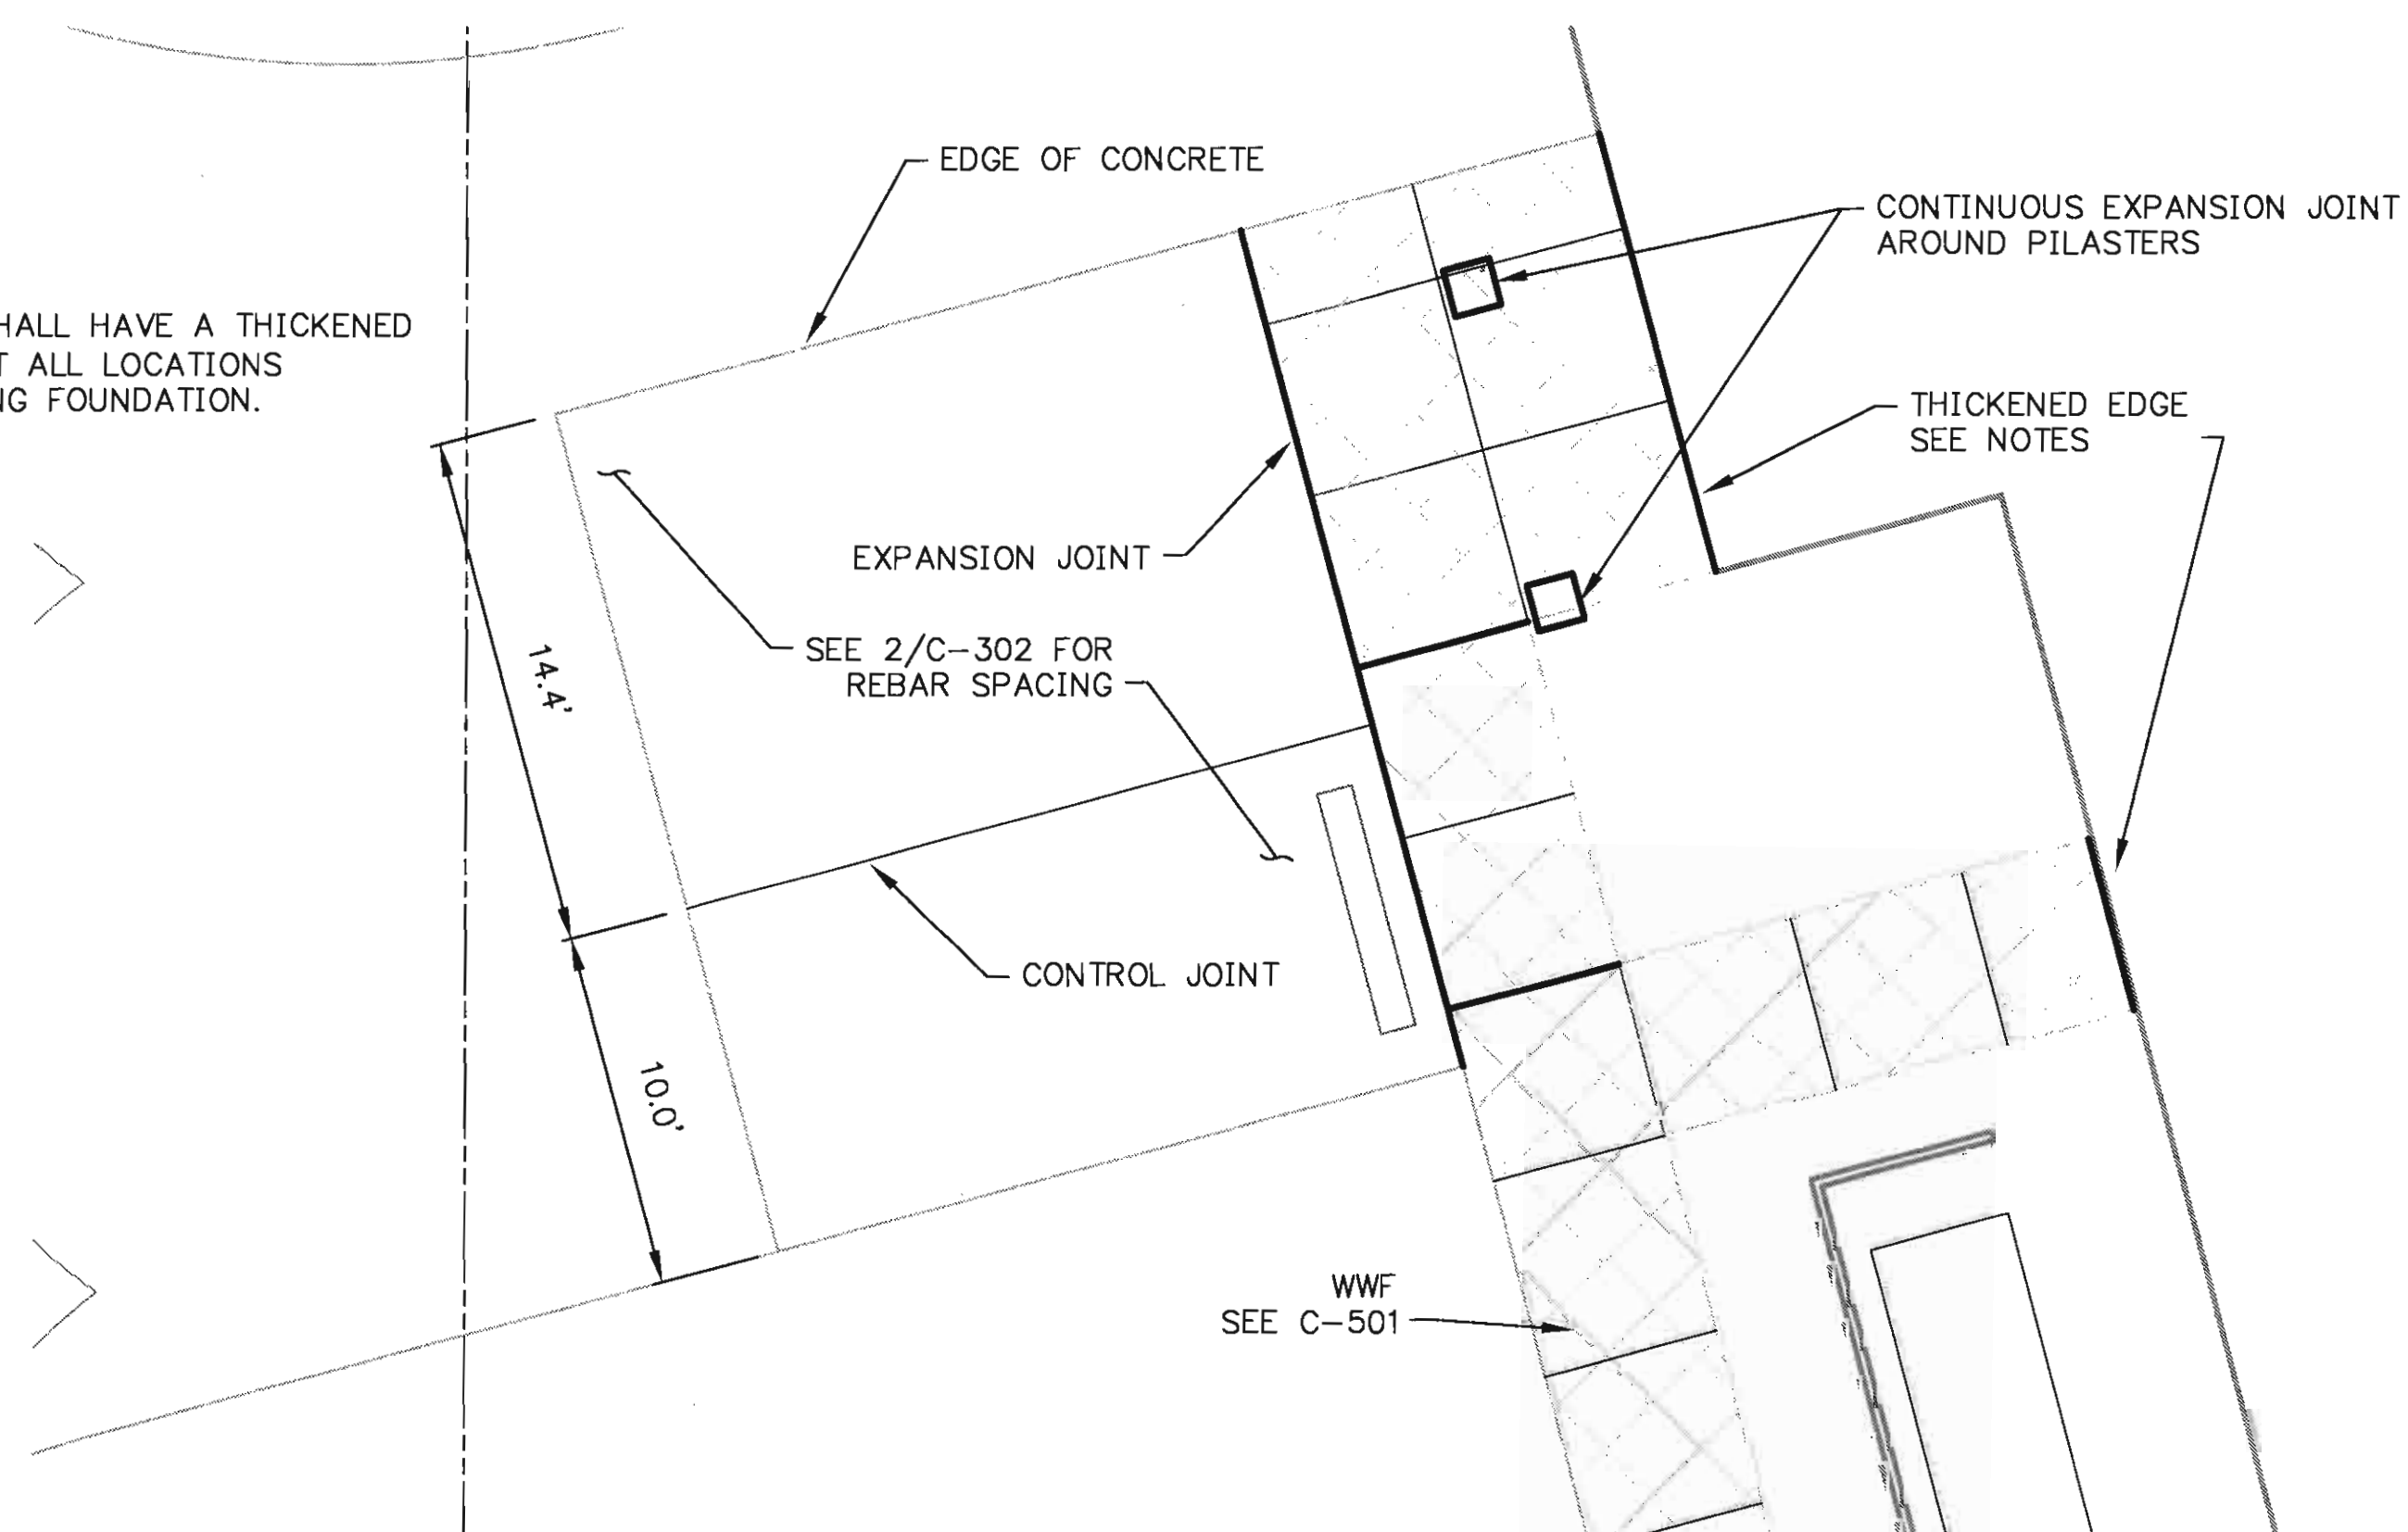 EDGE OF CONCRETE
CONTINUOUS EXPANSION JOINT
AROUND PILASTERS
HALL HAVE A THICKENED
T ALL LOCATIONS
NG FOUNDATION.
THICKENED EDGE
SEE NOTES
EXPANSION JOINT
SEE 2/C-302 FOR
REBAR SPACING
14.4'
CONTROL JOINT
10.0'
WWF
SEE C-501